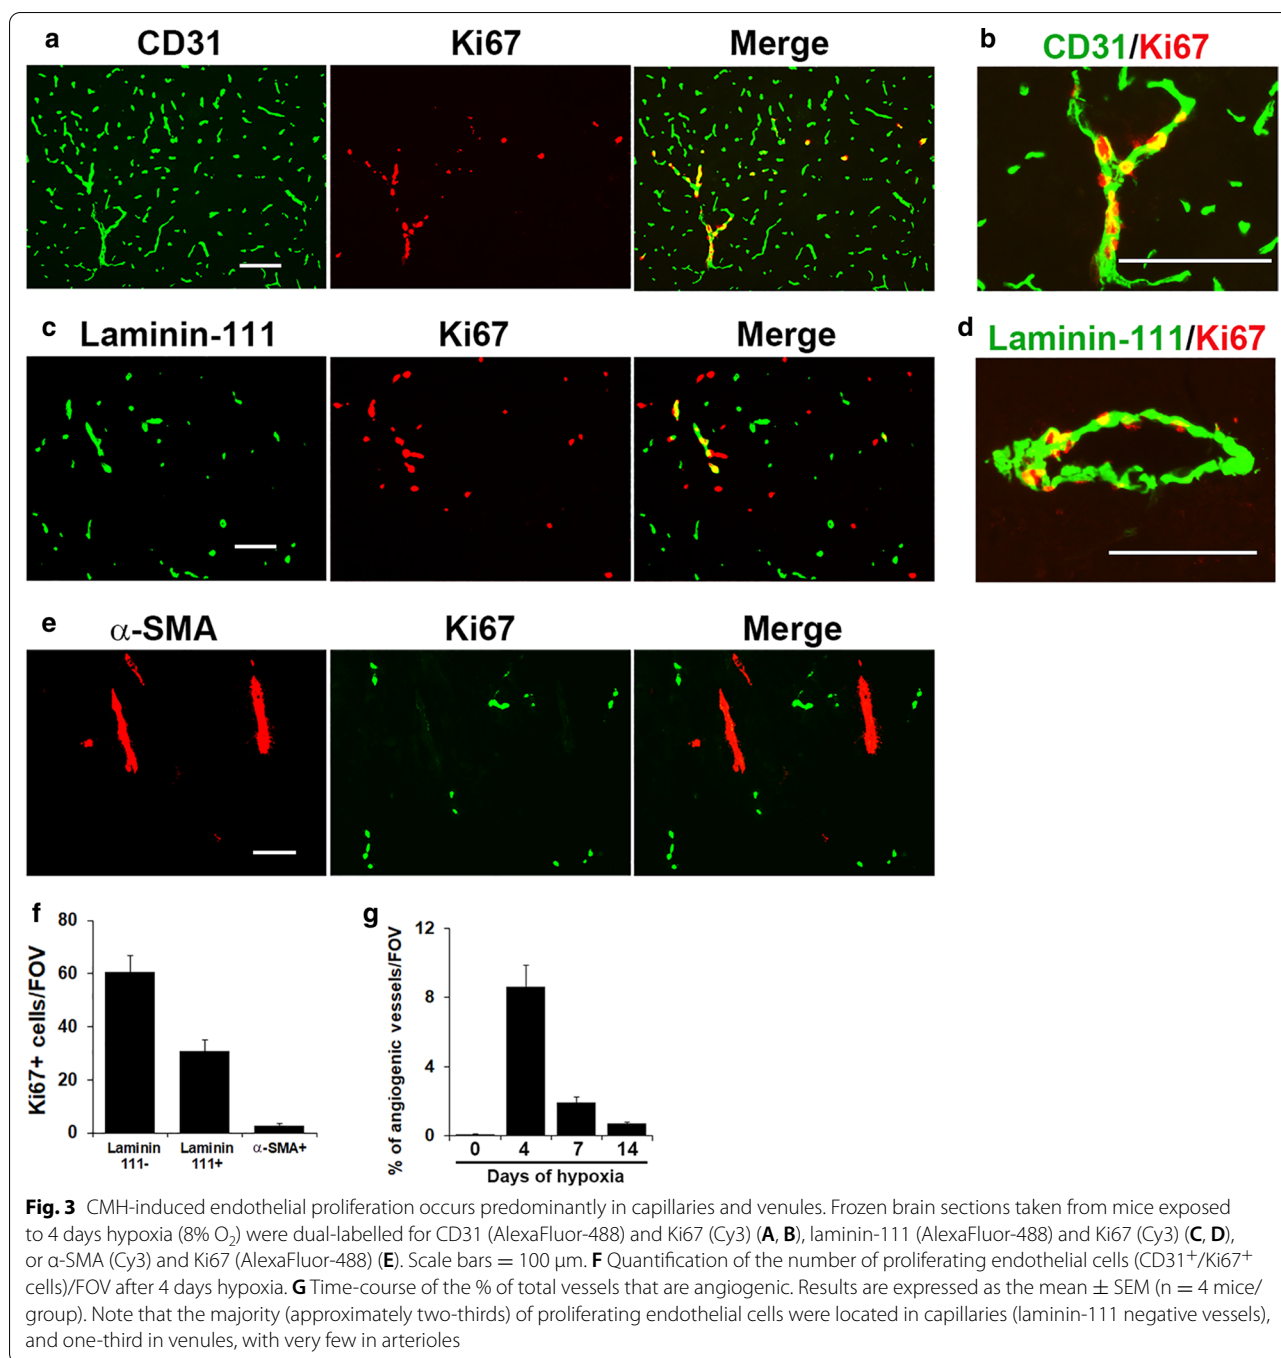 a
CD31
Ki67
Merge
b
CD31/Ki67
c
Laminin-111
Ki67
Merge
d
Laminin-111/Ki67
e
α-SMA
Ki67
Merge
f
Ki67+ cells/FOV
80
60
40
20
0
Laminin
111-
Laminin
111+
α-SMA+
g
% of angiogenic vessels/FOV
12
8
4
0
0 4 7 14
Days of hypoxia
Fig. 3 CMH-induced endothelial proliferation occurs predominantly in capillaries and venules. Frozen brain sections taken from mice exposed
to 4 days hypoxia (8% O₂) were dual-labelled for CD31 (AlexaFluor-488) and Ki67 (Cy3) (A, B), laminin-111 (AlexaFluor-488) and Ki67 (Cy3) (C, D),
or α-SMA (Cy3) and Ki67 (AlexaFluor-488) (E). Scale bars = 100 µm. F Quantification of the number of proliferating endothelial cells (CD31⁺/Ki67⁺
cells)/FOV after 4 days hypoxia. G Time-course of the % of total vessels that are angiogenic. Results are expressed as the mean ± SEM (n = 4 mice/
group). Note that the majority (approximately two-thirds) of proliferating endothelial cells were located in capillaries (laminin-111 negative vessels),
and one-third in venules, with very few in arterioles